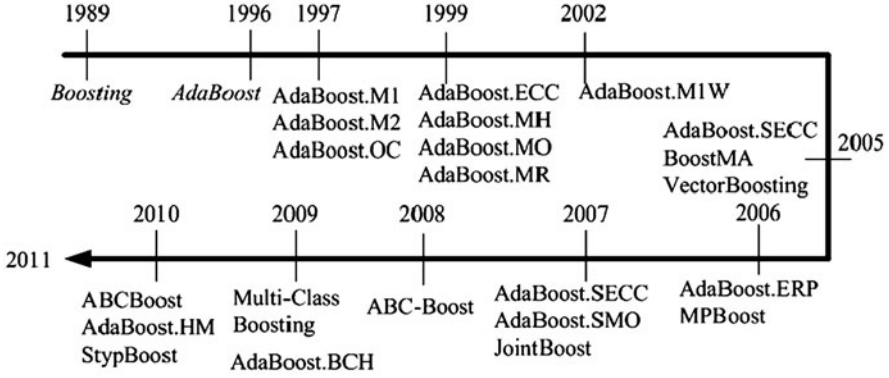 1989
1996
1997
1999
2002
Boosting
AdaBoost
AdaBoost.M1
AdaBoost.M2
AdaBoost.OC
AdaBoost.ECC
AdaBoost.MH
AdaBoost.MO
AdaBoost.MR
AdaBoost.M1W
AdaBoost.SECC
BoostMA
VectorBoosting
2005
2006
AdaBoost.ERP
MPBoost
2007
AdaBoost.SECC
AdaBoost.SMO
JointBoost
2008
ABC-Boost
2009
Multi-Class
Boosting
AdaBoost.BCH
2010
ABCBoost
AdaBoost.HM
StypBoost
2011